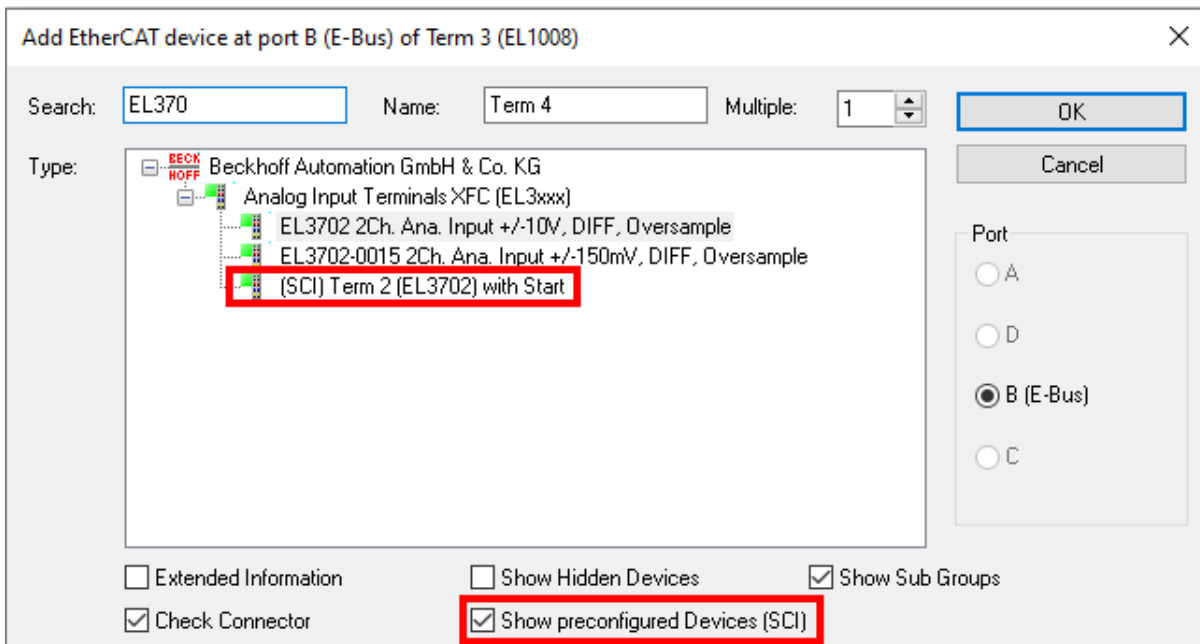 Add EtherCAT device at port B (E-Bus) of Term 3 (EL1008)
Search: EL370 Name: Term 4 Multiple: 1 OK
Type: BECKHOFF Beckhoff Automation GmbH & Co. KG Cancel
Analog Input Terminals XFC (EL3xxx)
EL3702 2Ch. Ana. Input +/-10V, DIFF, Oversample
EL3702-0015 2Ch. Ana. Input +/-150mV, DIFF, Oversample
(SCI) Term 2 (EL3702) with Start
Port
A
D
B (E-Bus)
C
Extended Information Show Hidden Devices Show Sub Groups
Check Connector Show preconfigured Devices (SCI)